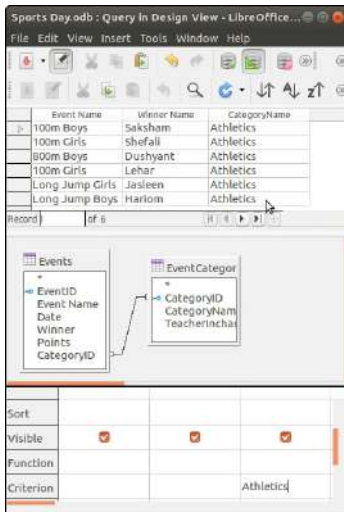 Sports Day.odb : Query in Design View - LibreOffice...
File Edit View Insert Tools Window Help
Event Name Winner Name CategoryName
100m Boys Saksham Athletics
100m Girls Shefali Athletics
800m Boys Dushyant Athletics
100m Girls Lehar Athletics
Long Jump Girls Jasleen Athletics
Long Jump Boys Hariom Athletics
Record of 6
Events
*
EventID
Event Name
Date
Winner
Points
CategoryID
EventCategor
*
CategoryID
CategoryNam
TeacherIncha
Sort
Visible
Function
Criterion Athletics